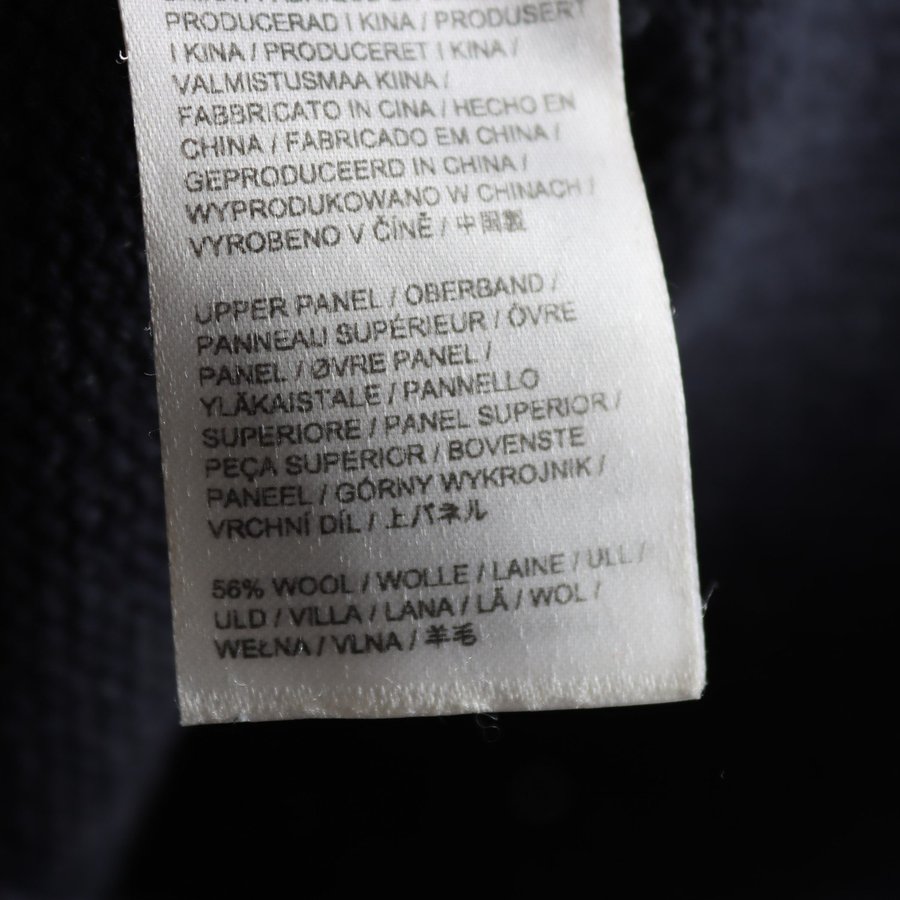 PRODUCERAD I KINA / PRODUSERT
I KINA / PRODUCERET I KINA /
VALMISTUSMAA KIINA /
FABBRICATO IN CINA / HECHO EN
CHINA / FABRICADO EM CHINA /
GEPRODUCEERD IN CHINA /
WYPRODUKOWANO W CHINACH /
VYROBENO V ČÍNĚ / 中国製
UPPER PANEL / OBERBAND /
PANNEAU SUPÉRIEUR / ÖVRE
PANEL / ØVRE PANEL /
YLÄKAISTALE / PANNELLO
SUPERIORE / PANEL SUPERIOR /
PEÇA SUPERIOR / BOVENSTE
PANEEL / GÓRNY WYKROJNIK /
VRCHNÍ DÍL / 上パネル
56% WOOL / WOLLE / LAINE / ULL /
ULD / VILLA / LANA / LÃ / WOL /
WEŁNA / VLNA / 羊毛